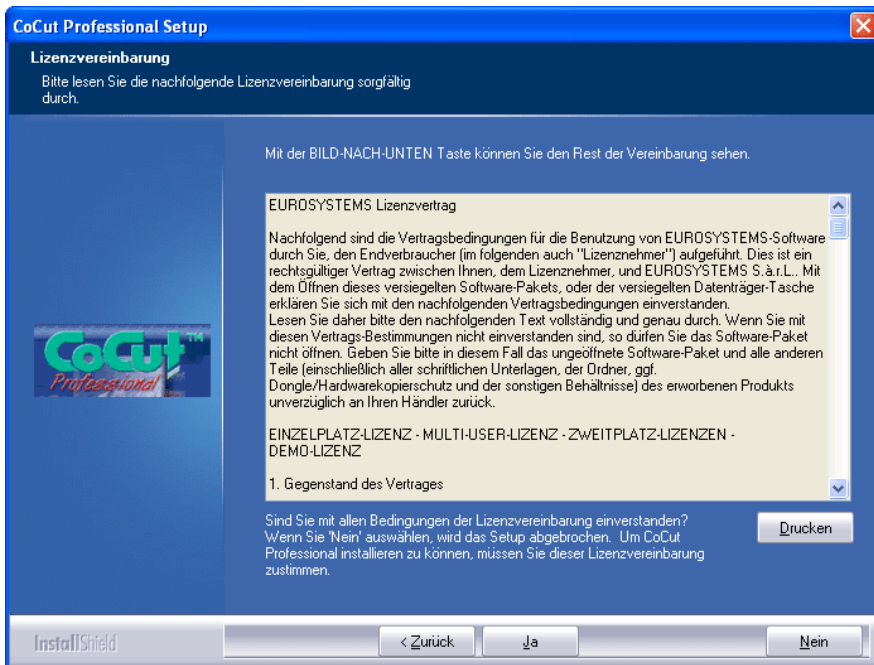 CoCut Professional Setup
Lizenzvereinbarung
Bitte lesen Sie die nachfolgende Lizenzvereinbarung sorgfältig
durch.
Mit der BILD-NACH-UNTEN Taste können Sie den Rest der Vereinbarung sehen.
EUROSYSTEMS Lizenzvertrag
Nachfolgend sind die Vertragsbedingungen für die Benutzung von EUROSYSTEMS-Software
durch Sie, den Endverbraucher (im folgenden auch "Lizenznehmer") aufgeführt. Dies ist ein
rechtsgültiger Vertrag zwischen Ihnen, dem Lizenznehmer, und EUROSYSTEMS S.à.r.L.. Mit
dem Öffnen dieses versiegelten Software-Pakets, oder der versiegelten Datenträger-Tasche
erklären Sie sich mit den nachfolgenden Vertragsbedingungen einverstanden.
Lesen Sie daher bitte den nachfolgenden Text vollständig und genau durch. Wenn Sie mit
diesen Vertrags-Bestimmungen nicht einverstanden sind, so dürfen Sie das Software-Paket
nicht öffnen. Geben Sie bitte in diesem Fall das ungeöffnete Software-Paket und alle anderen
Teile (einschließlich aller schriftlichen Unterlagen, der Ordner, ggf.
Dongle/Hardwarekopierschutz und der sonstigen Behältnisse) des erworbenen Produkts
unverzüglich an Ihren Händler zurück.
EINZELPLATZ-LIZENZ - MULTI-USER-LIZENZ - ZWEITPLATZ-LIZENZEN -
DEMO-LIZENZ
1. Gegenstand des Vertrages
CoCut™
Professional
Sind Sie mit allen Bedingungen der Lizenzvereinbarung einverstanden?
Wenn Sie 'Nein' auswählen, wird das Setup abgebrochen.  Um CoCut
Professional installieren zu können, müssen Sie dieser Lizenzvereinbarung
zustimmen.
Drucken
InstallShield
< Zurück
Ja
Nein